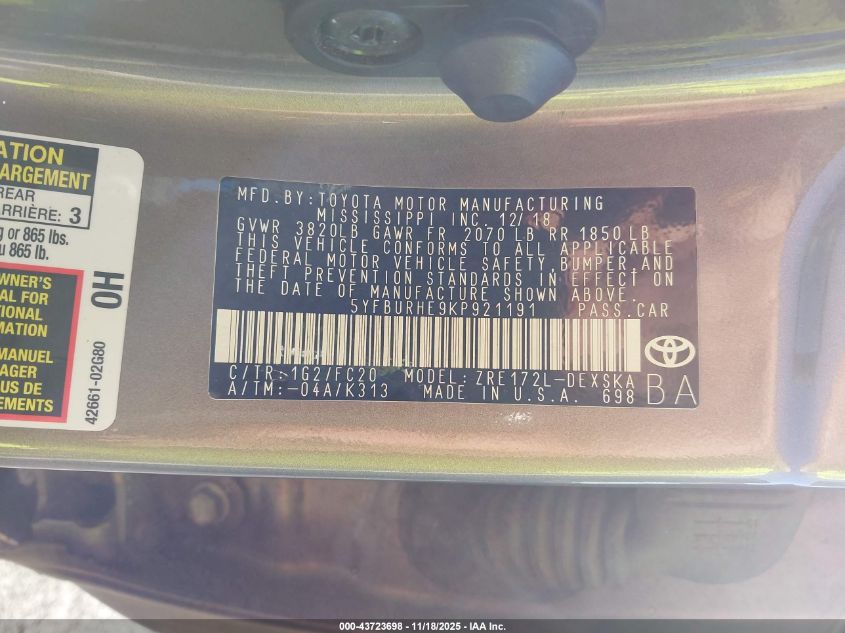 ATION
ARGEMENT
REAR
ARRIÈRE: 3
g or 865 lbs.
u 865 lb.
OWNER'S
AL FOR
TIONAL
MATION
MANUEL
AGER
US
EMENTS
OH
42661-02G80
MFD. BY: TOYOTA MOTOR MANUFACTURING
MISSISSIPPI INC. 12/18
GVWR 3820LB GAWR FR 2070 LB RR 1850 LB
THIS VEHICLE CONFORMS TO ALL APPLICABLE
FEDERAL MOTOR VEHICLE SAFETY, BUMPER, AND
THEFT PREVENTION STANDARDS IN EFFECT ON
THE DATE OF MANUFACTURE SHOWN ABOVE.
5YFBURHE9KP921191 PASS. CAR
C/TR:-1G2/FC20 MODEL: ZRE172L-DEXSKA
A/TM:-04A/K313 MADE IN U.S.A. 698
BA
000-43723698 - 11/18/2025 - IAA Inc.